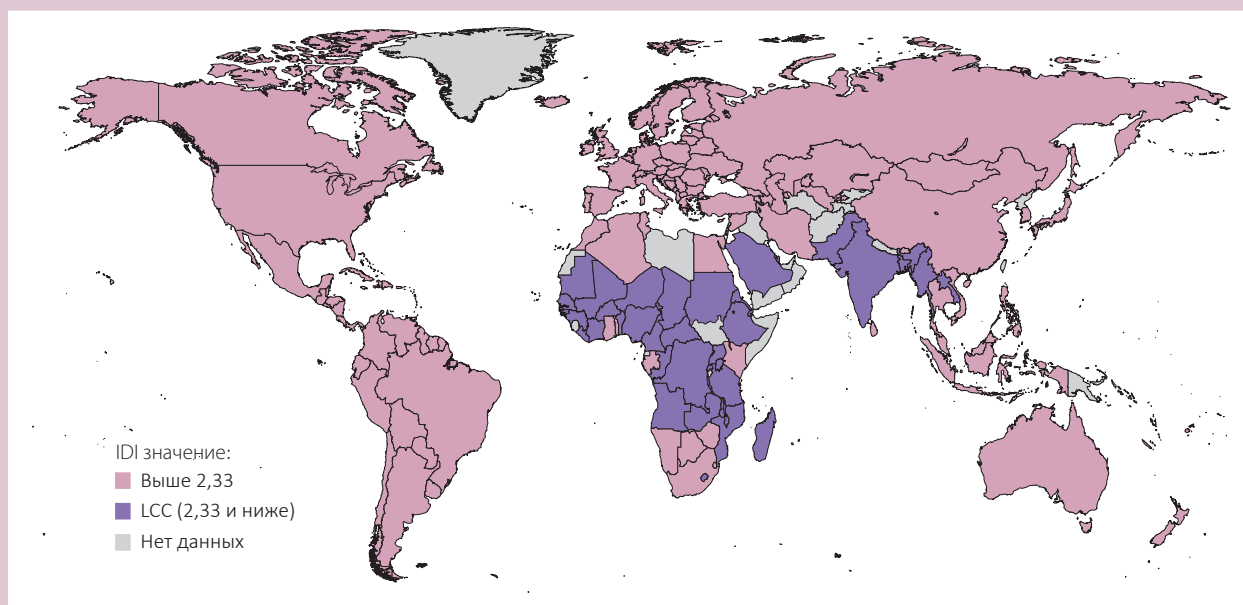 IDI значение:
Выше 2,33
LCC (2,33 и ниже)
Нет данных